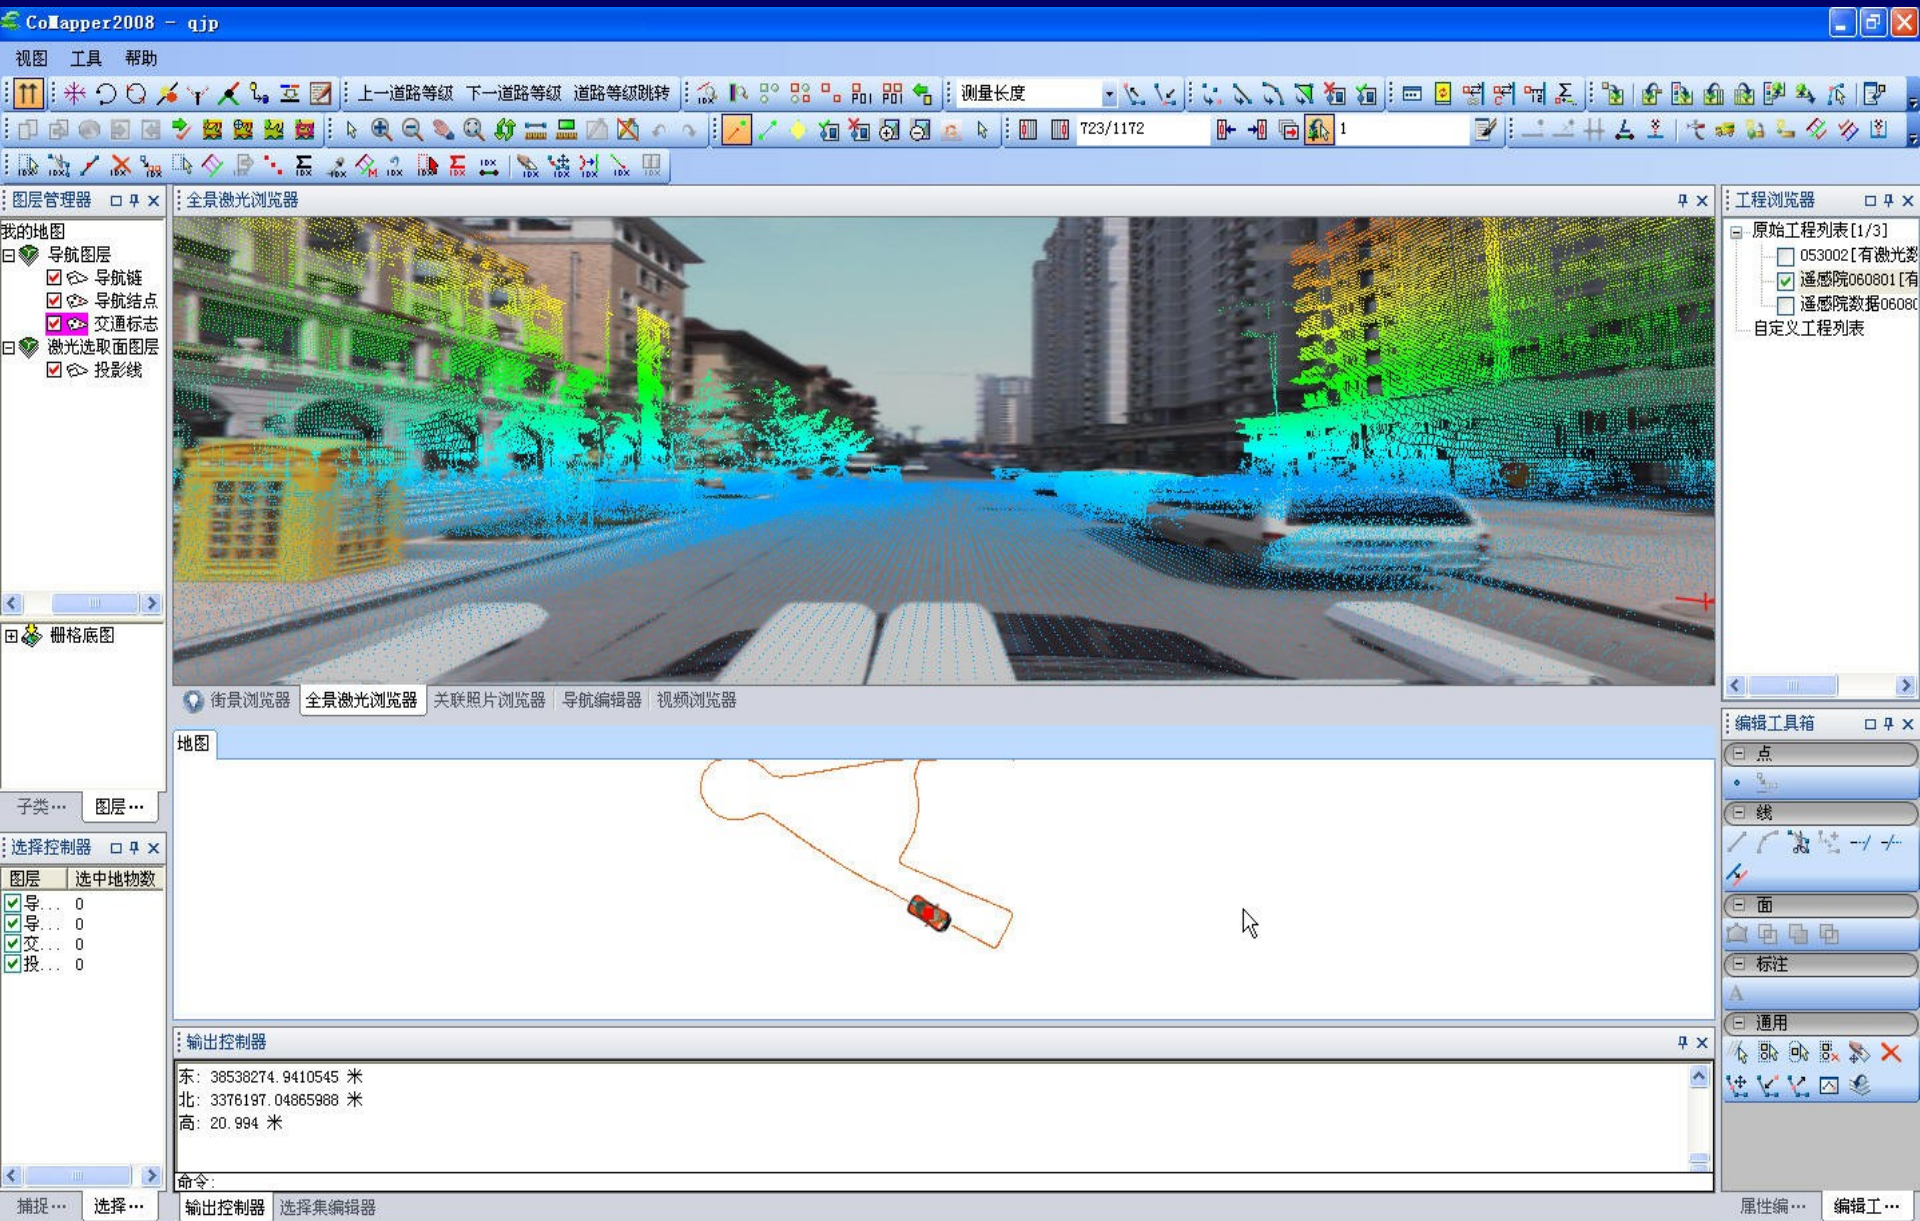 CoMapper2008 - qjp
视图 工具 帮助
上一道路等级 下一道路等级 道路等级跳转 测量长度
723/1172 1
图层管理器
我的地图
导航图层
导航链
导航结点
交通标志
激光选取面图层
投影线
栅格底图
子类… 图层…
选择控制器
图层 选中地物数
导... 0
导... 0
交... 0
投... 0
捕捉… 选择…
全景激光浏览器
街景浏览器 全景激光浏览器 关联照片浏览器 导航编辑器 视频浏览器
地图
输出控制器
东: 38538274.9410545 米
北: 3376197.04865988 米
高: 20.994 米
命令:
输出控制器 选择集编辑器
工程浏览器
原始工程列表[1/3]
053002[有激光数
遥感院060801[有
遥感院数据06080
自定义工程列表
编辑工具箱
点
线
面
标注
A
通用
属性编… 编辑工…